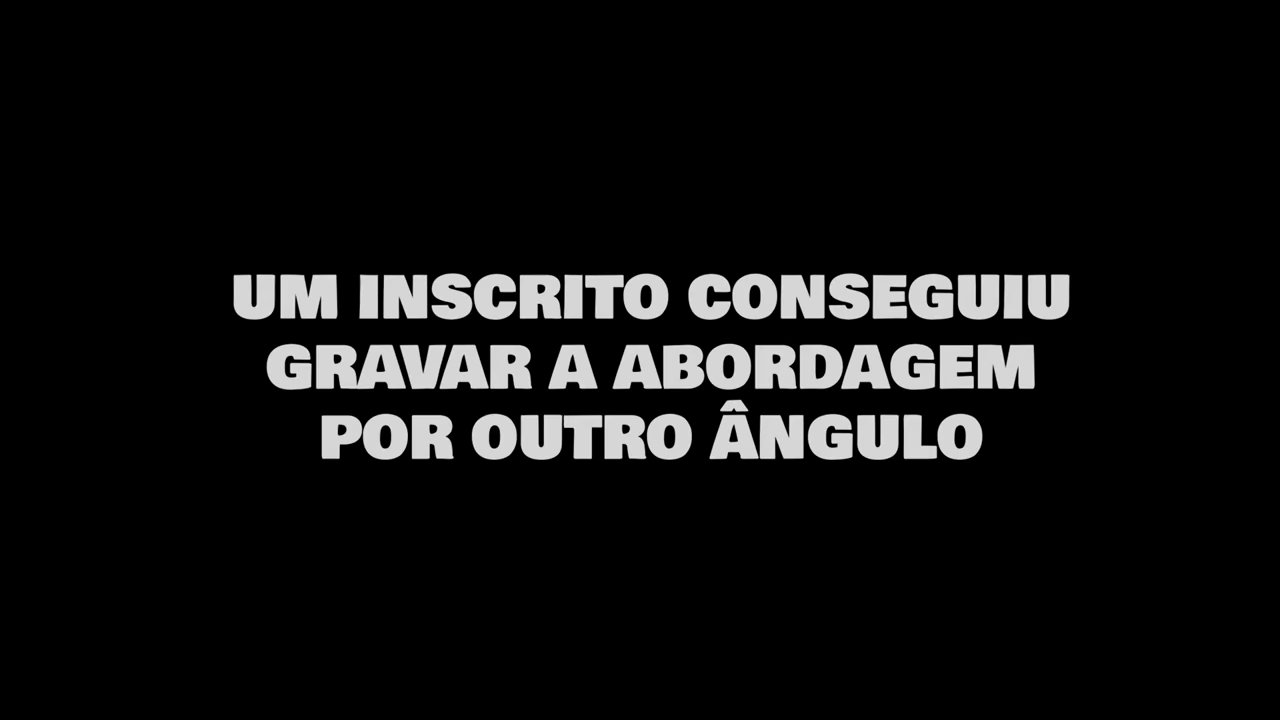 UM INSCRITO CONSEGUIU
GRAVAR A ABORDAGEM
POR OUTRO ÂNGULO